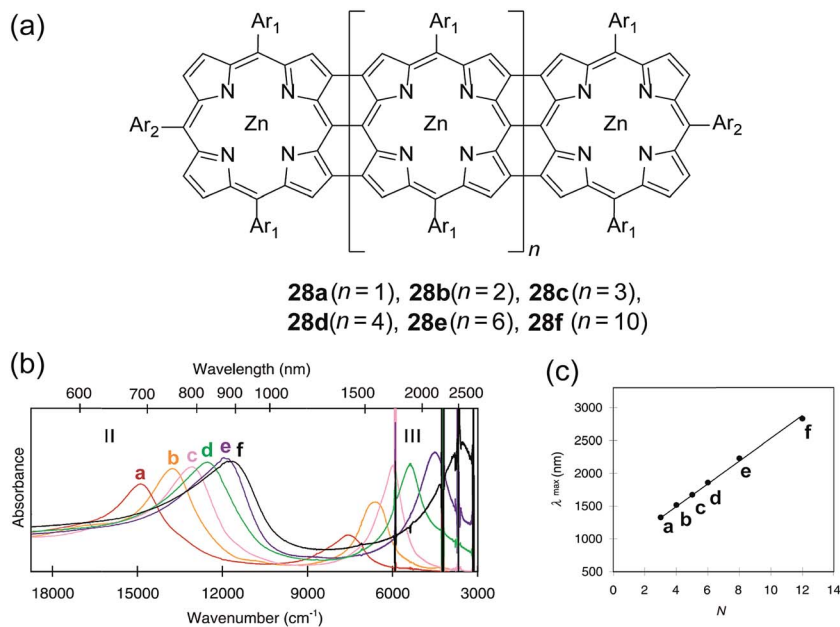 (a)
Ar1 Ar1 Ar1
N N N N N N
Ar2 Zn Zn Zn Ar2
N N N N N N
Ar1 Ar1 Ar1
n
28a (n = 1), 28b (n = 2), 28c (n = 3),
28d (n = 4), 28e (n = 6), 28f (n = 10)
(b)
Wavelength (nm)
600 700 800 900 1000 1500 2000 2500
II III
a b c d e f
Absorbance
18000 15000 12000 9000 6000 3000
Wavenumber (cm-1)
(c)
3000
2500
2000
1500
1000
500
λ max (nm)
a b c d e f
0 2 4 6 8 10 12 14
N